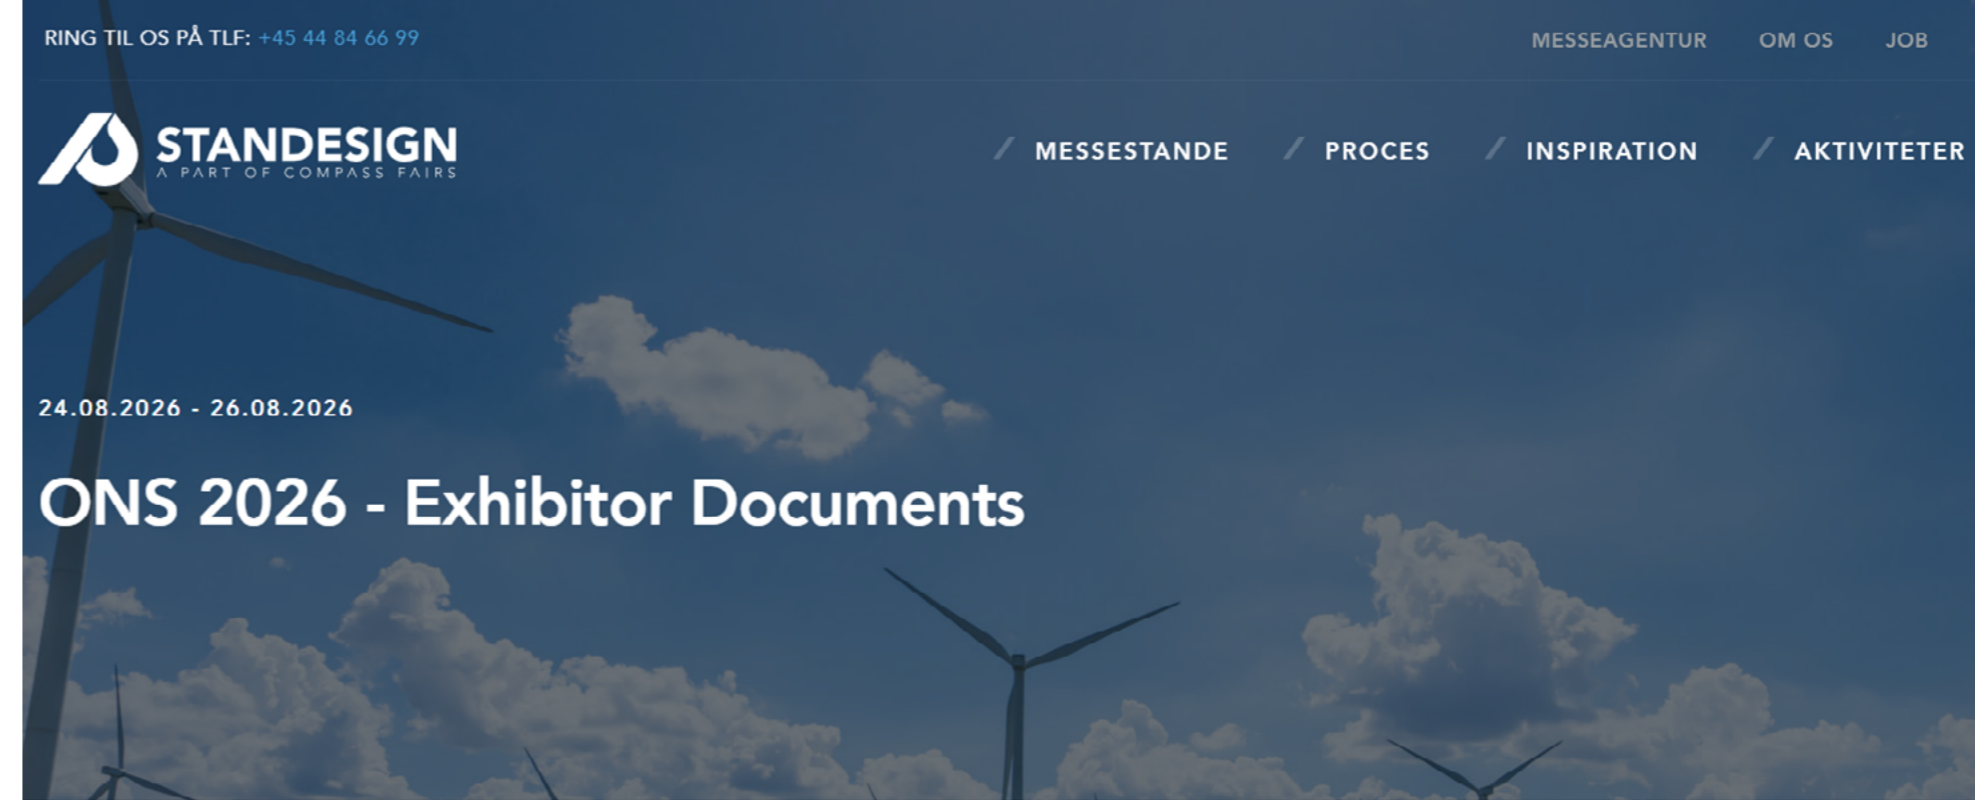 RING TIL OS PÅ TLF: +45 44 84 66 99
MESSEAGENTUR OM OS JOB
STANDESIGN
A PART OF COMPASS FAIRS
/ MESSESTANDE / PROCES / INSPIRATION / AKTIVITETER
24.08.2026 - 26.08.2026
ONS 2026 - Exhibitor Documents